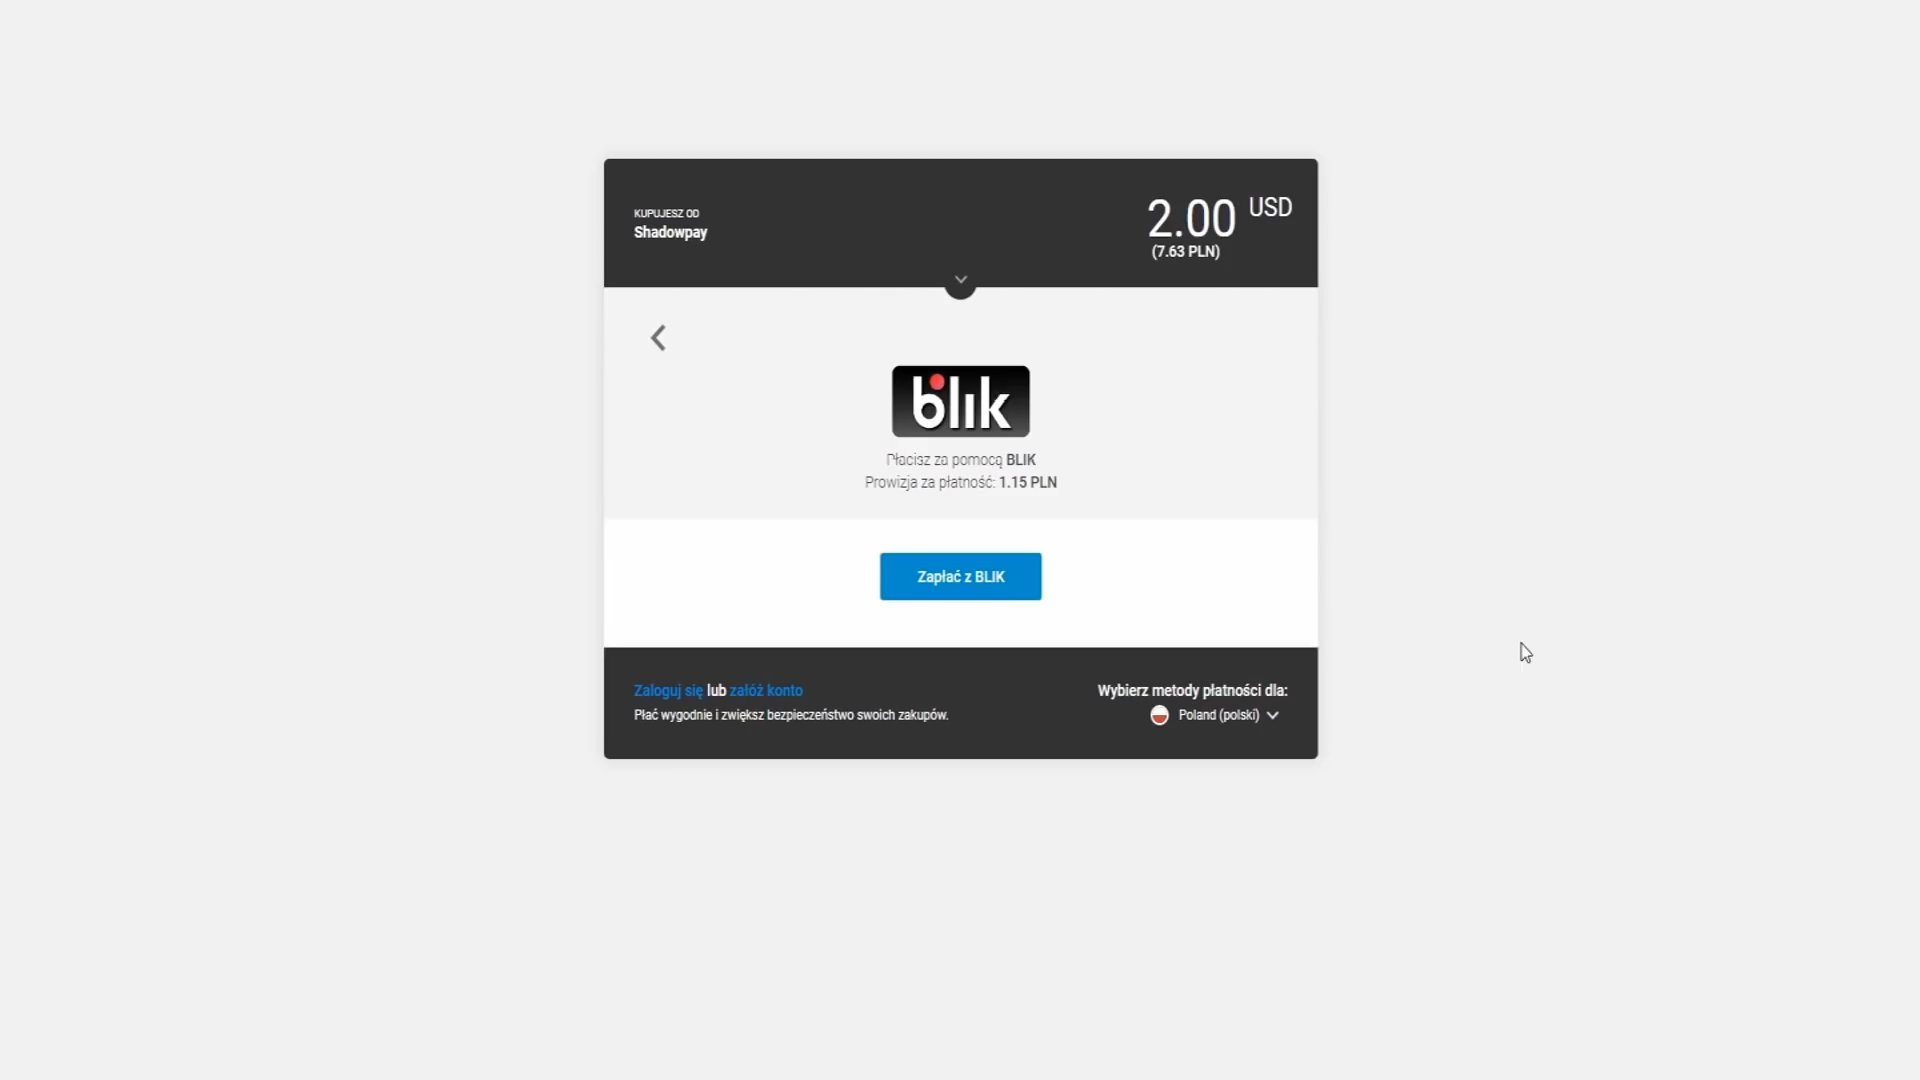 KUPUJESZ OD
Shadowpay
2.00 USD
(7.63 PLN)
blik
Płacisz za pomocą BLIK
Prowizja za płatność: 1.15 PLN
Zapłać z BLIK
Zaloguj się lub załóż konto
Płać wygodnie i zwiększ bezpieczeństwo swoich zakupów.
Wybierz metody płatności dla:
Poland (polski)